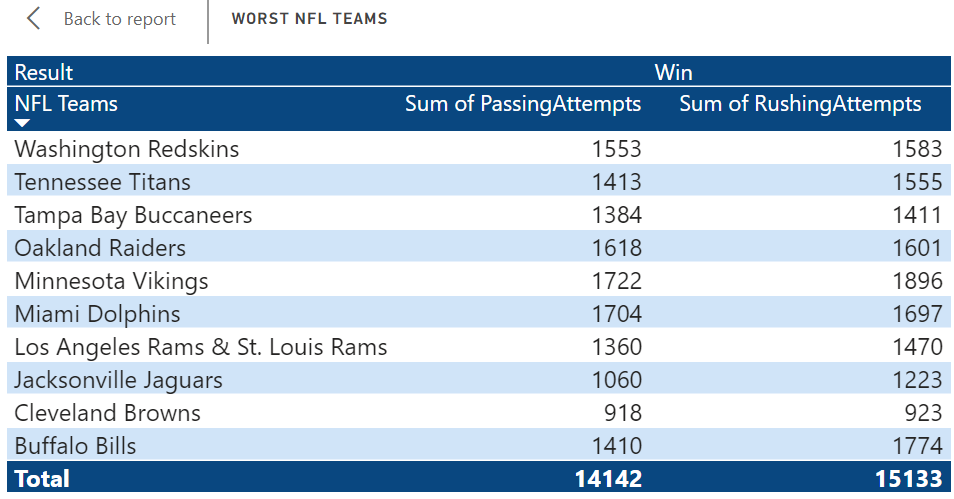 Back to report WORST NFL TEAMS
Result Win
NFL Teams Sum of PassingAttempts Sum of RushingAttempts
Washington Redskins 1553 1583
Tennessee Titans 1413 1555
Tampa Bay Buccaneers 1384 1411
Oakland Raiders 1618 1601
Minnesota Vikings 1722 1896
Miami Dolphins 1704 1697
Los Angeles Rams & St. Louis Rams 1360 1470
Jacksonville Jaguars 1060 1223
Cleveland Browns 918 923
Buffalo Bills 1410 1774
Total 14142 15133